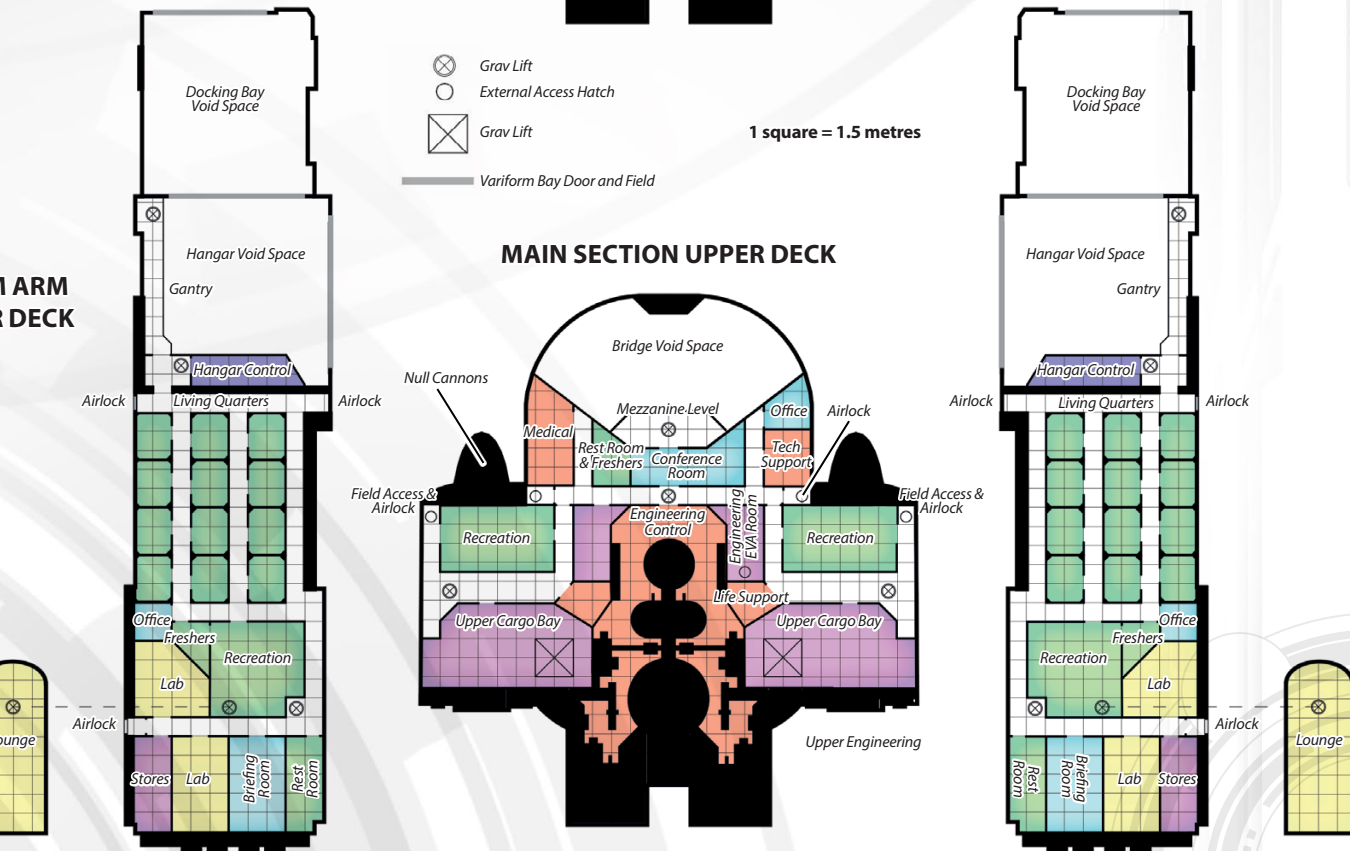 Grav Lift
External Access Hatch
Grav Lift
1 square = 1.5 metres
Variform Bay Door and Field
Docking Bay
Void Space
Hangar Void Space
Gantry
Hangar Control
Airlock
Living Quarters
Airlock
Office
Freshers
Recreation
Lab
Airlock
Stores
Lab
Briefing
Room
Rest
Room
ARM
DECK
ounge
MAIN SECTION UPPER DECK
Bridge Void Space
Null Cannons
Mezzanine Level
Office
Airlock
Medical
Rest Room
& Freshers
Conference
Room
Tech
Support
Field Access &
Airlock
Field Access &
Airlock
Engineering
Control
Engineering
EVA Room
Recreation
Recreation
Life Support
Upper Cargo Bay
Upper Cargo Bay
Upper Engineering
Docking Bay
Void Space
Hangar Void Space
Gantry
Hangar Control
Airlock
Living Quarters
Airlock
Office
Freshers
Recreation
Lab
Airlock
Rest
Room
Briefing
Room
Lab
Stores
Lounge